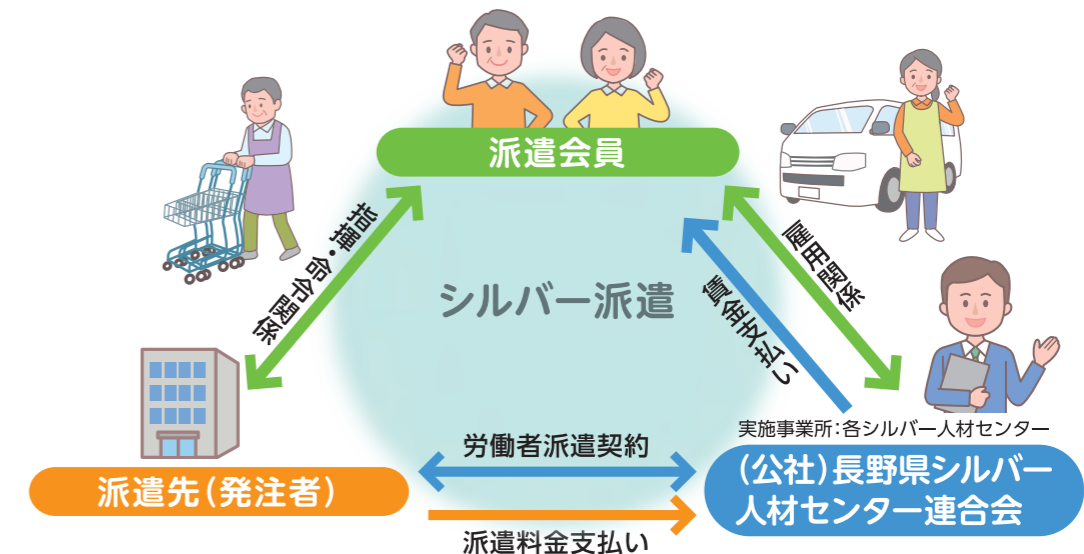 派遣会員
指揮・命令関係
シルバー派遣
賃金支払い
雇用関係
実施事業所：各シルバー人材センター
労働者派遣契約
派遣先（発注者）
（公社）長野県シルバー
人材センター連合会
派遣料金支払い